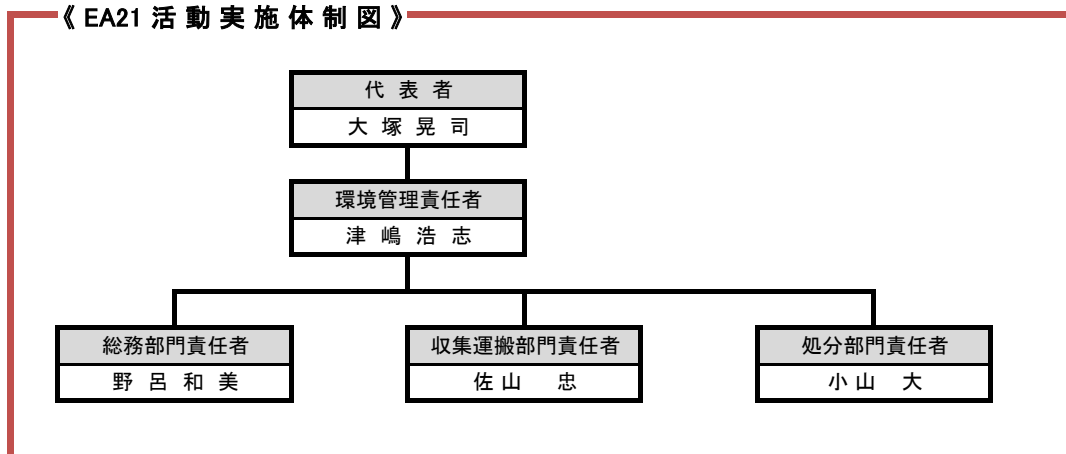 《 EA21 活 動 実 施 体 制 図 》
代 表 者
大 塚 晃 司
環境管理責任者
津 嶋 浩 志
総務部門責任者
野 呂 和 美
収集運搬部門責任者
佐 山 忠
処分部門責任者
小 山 大